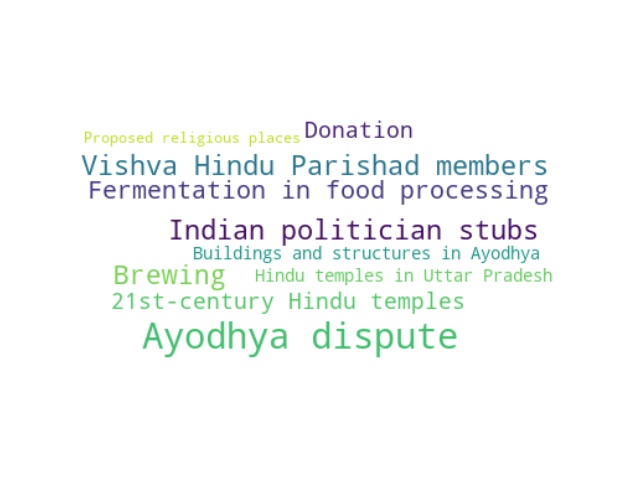 Proposed religious places Donation
Vishva Hindu Parishad members
Fermentation in food processing
Indian politician stubs
Buildings and structures in Ayodhya
Brewing Hindu temples in Uttar Pradesh
21st-century Hindu temples
Ayodhya dispute